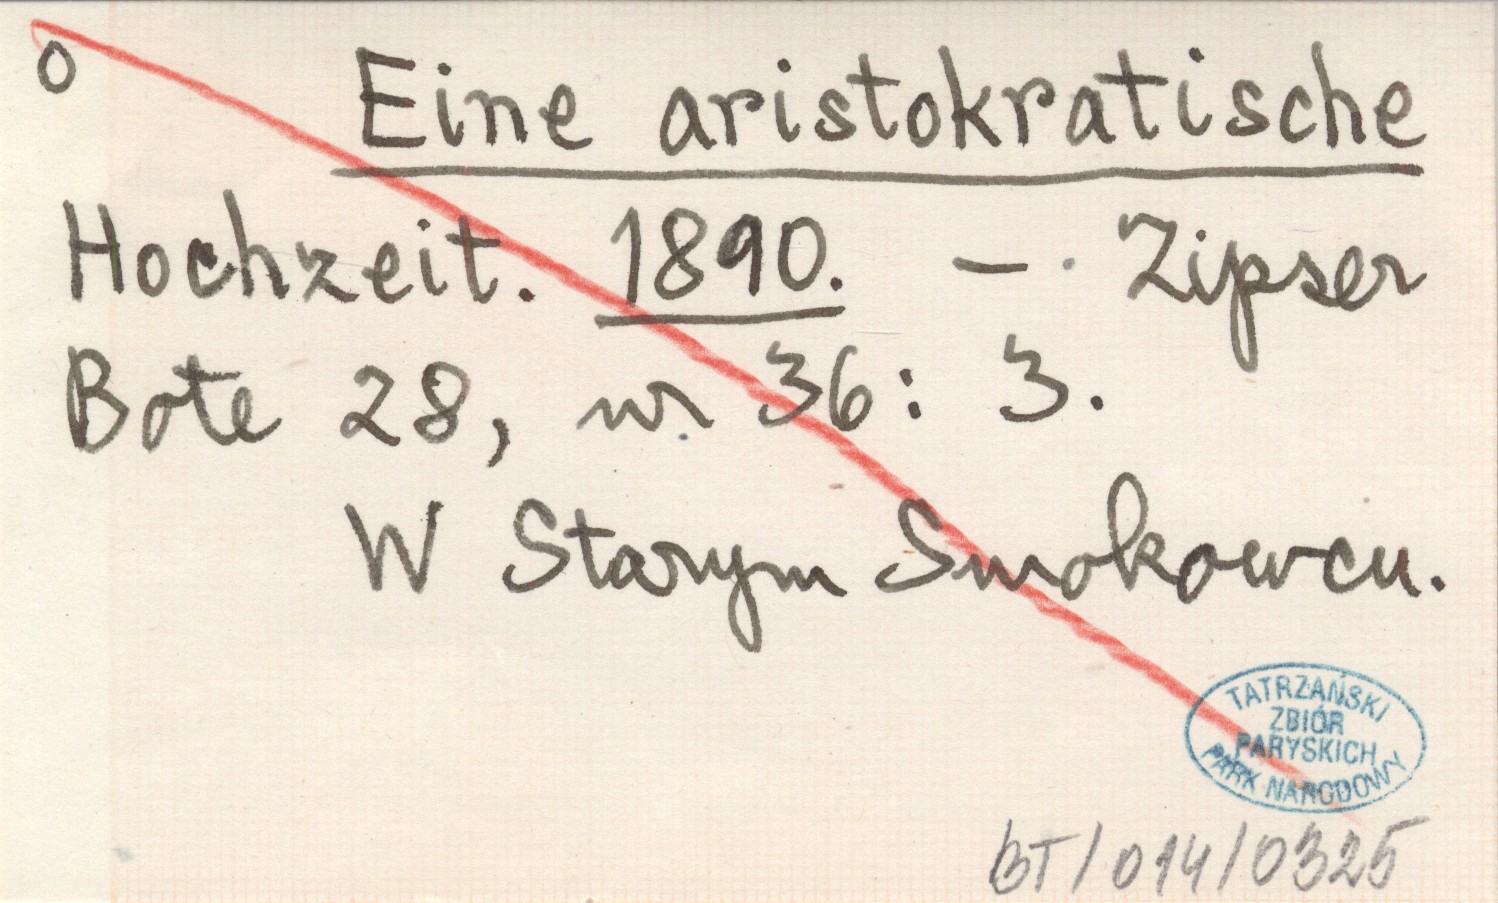 o Eine aristokratische
Hochzeit. 1890. – Zipser
Bote 28, nr 36: 3.
W Starym Smokowcu.
TATRZAŃSKI
ZBIÓR
PARYSKICH
PARK NARODOWY
BT/014/0325